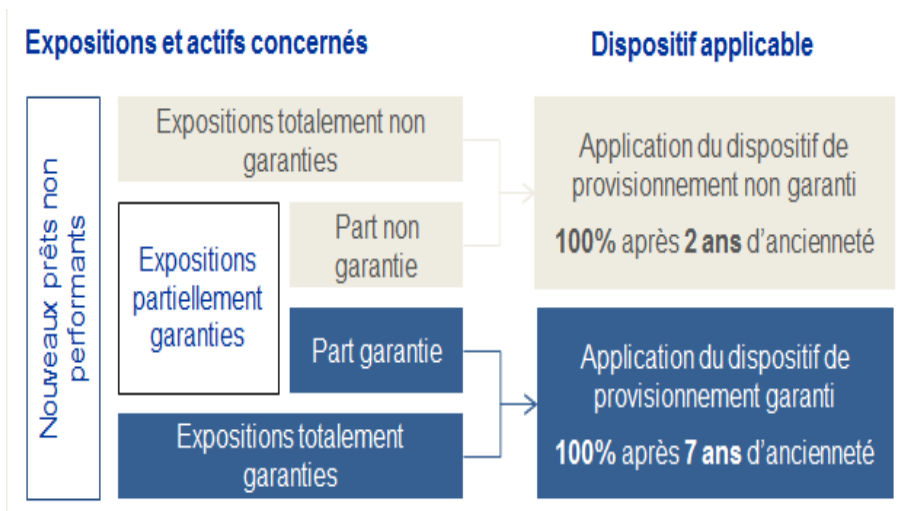 Expositions et actifs concernés
Dispositif applicable
Nouveaux prêts non
performants
Expositions totalement non
garanties
Expositions
partiellement
garanties
Part non
garantie
Part garantie
Expositions totalement
garanties
Application du dispositif de
provisionnement non garanti
100% après 2 ans d'ancienneté
Application du dispositif de
provisionnement garanti
100% après 7 ans d'ancienneté